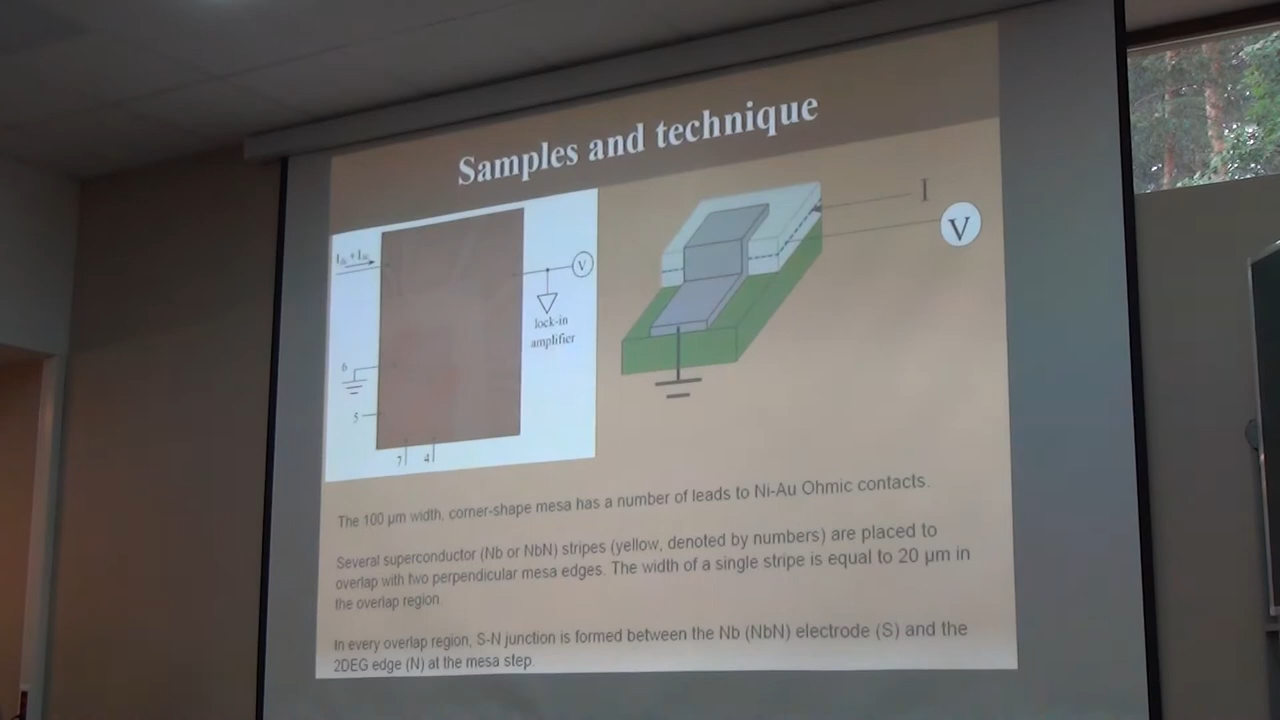 Samples and technique
I
V
V
lock-in
amplifier
6
5
7 4
The 100 µm width, corner-shape mesa has a number of leads to Ni-Au Ohmic contacts.
Several superconductor (Nb or NbN) stripes (yellow, denoted by numbers) are placed to
overlap with two perpendicular mesa edges. The width of a single stripe is equal to 20 µm in
the overlap region.
In every overlap region, S-N junction is formed between the Nb (NbN) electrode (S) and the
2DEG edge (N) at the mesa step.